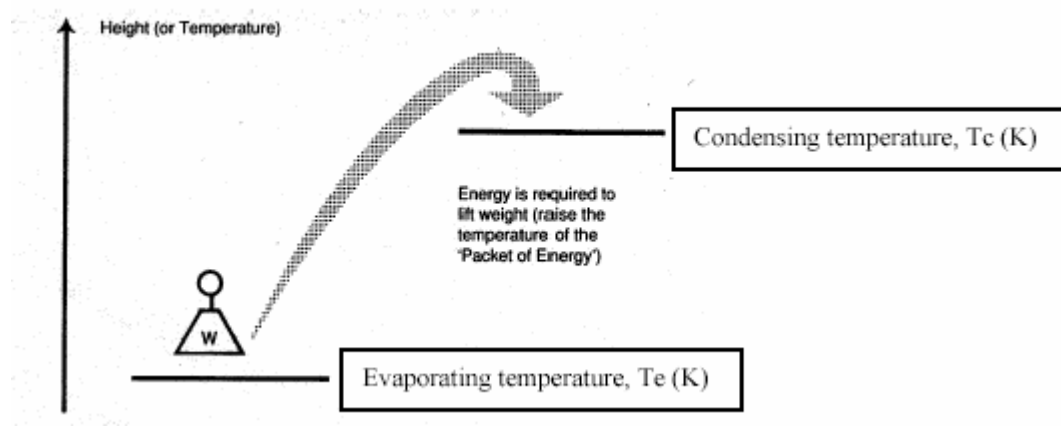 Height (or Temperature)
Condensing temperature, Tc (K)
Energy is required to
lift weight (raise the
temperature of the
'Packet of Energy')
W
Evaporating temperature, Te (K)